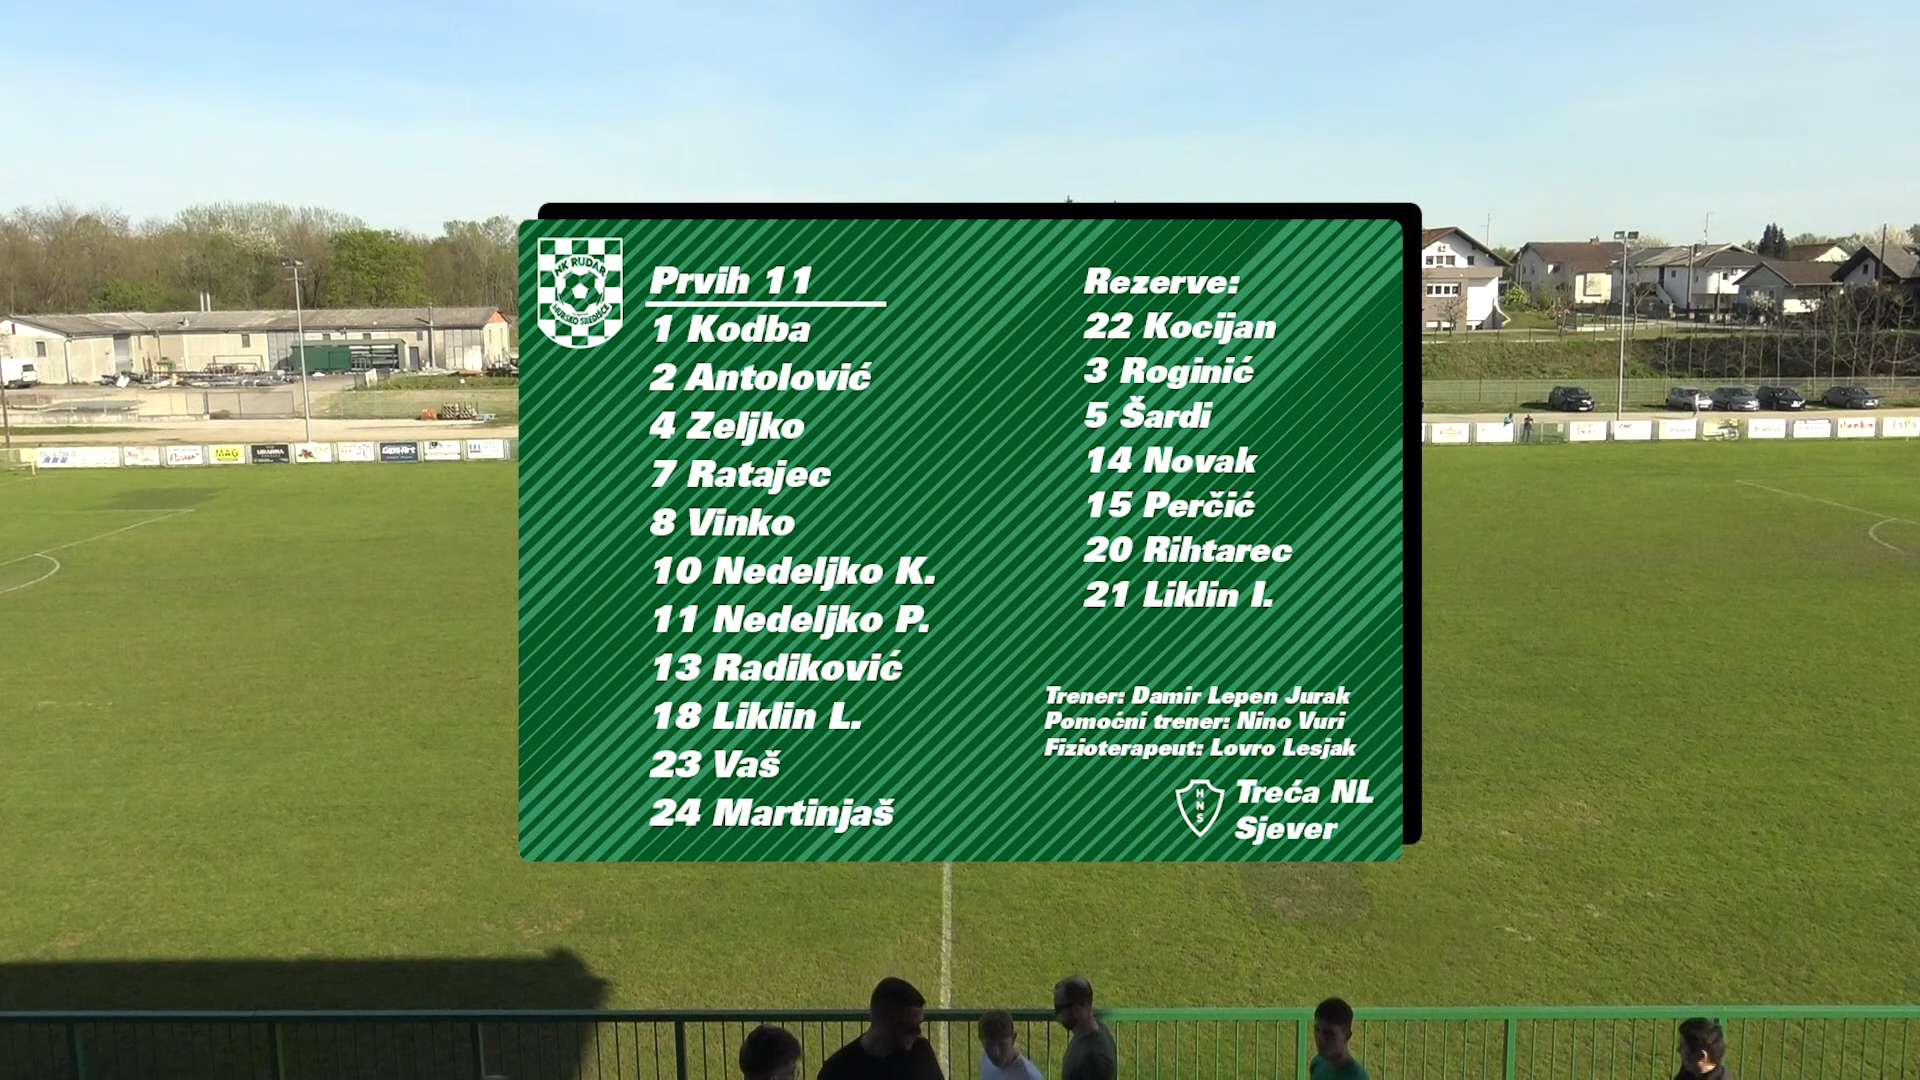 NK RUDAR
MURSKO SREDIŠĆE
Prvih 11
1 Kodba
2 Antolović
4 Zeljko
7 Ratajec
8 Vinko
10 Nedeljko K.
11 Nedeljko P.
13 Radiković
18 Liklin L.
23 Vaš
24 Martinjaš
Rezerve:
22 Kocijan
3 Roginić
5 Šardi
14 Novak
15 Perčić
20 Rihtarec
21 Liklin I.
Trener: Damir Lepen Jurak
Pomoćni trener: Nino Vuri
Fizioterapeut: Lovro Lesjak
HNS
Treća NL
Sjever
MAG